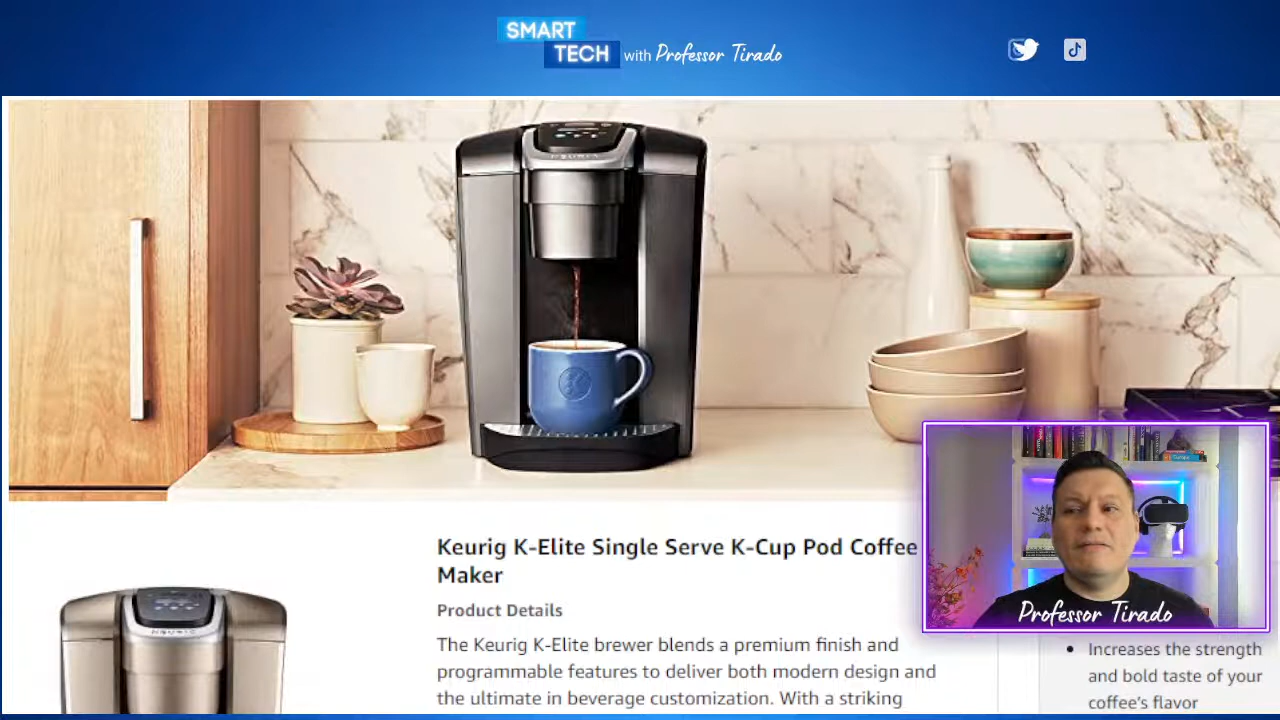 SMART
TECH with Professor Tirado
KEURIG
Keurig K-Elite Single Serve K-Cup Pod Coffee
Maker
Product Details
The Keurig K-Elite brewer blends a premium finish and
programmable features to deliver both modern design and
the ultimate in beverage customization. With a striking
KEURIG
Professor Tirado
• Increases the strength
and bold taste of your
coffee's flavor